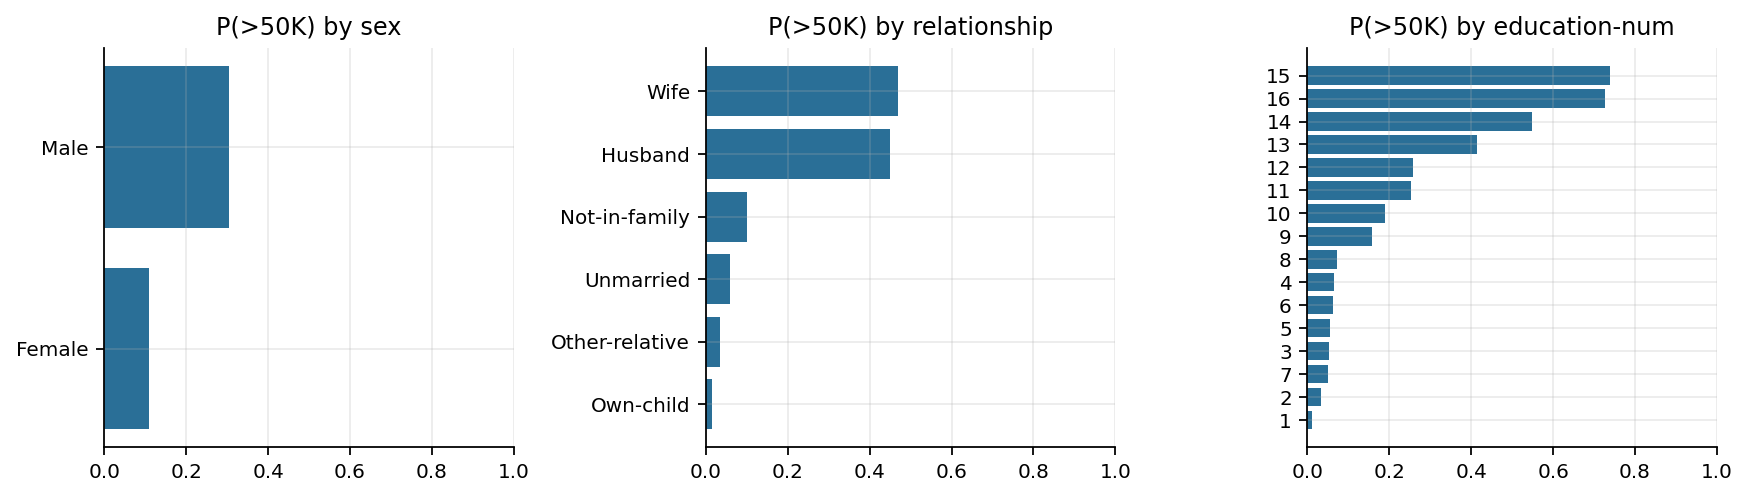 P(>50K) by sex
Male
Female
0.0 0.2 0.4 0.6 0.8 1.0
P(>50K) by relationship
Wife
Husband
Not-in-family
Unmarried
Other-relative
Own-child
0.0 0.2 0.4 0.6 0.8 1.0
P(>50K) by education-num
15
16
14
13
12
11
10
9
8
4
6
5
3
7
2
1
0.0 0.2 0.4 0.6 0.8 1.0